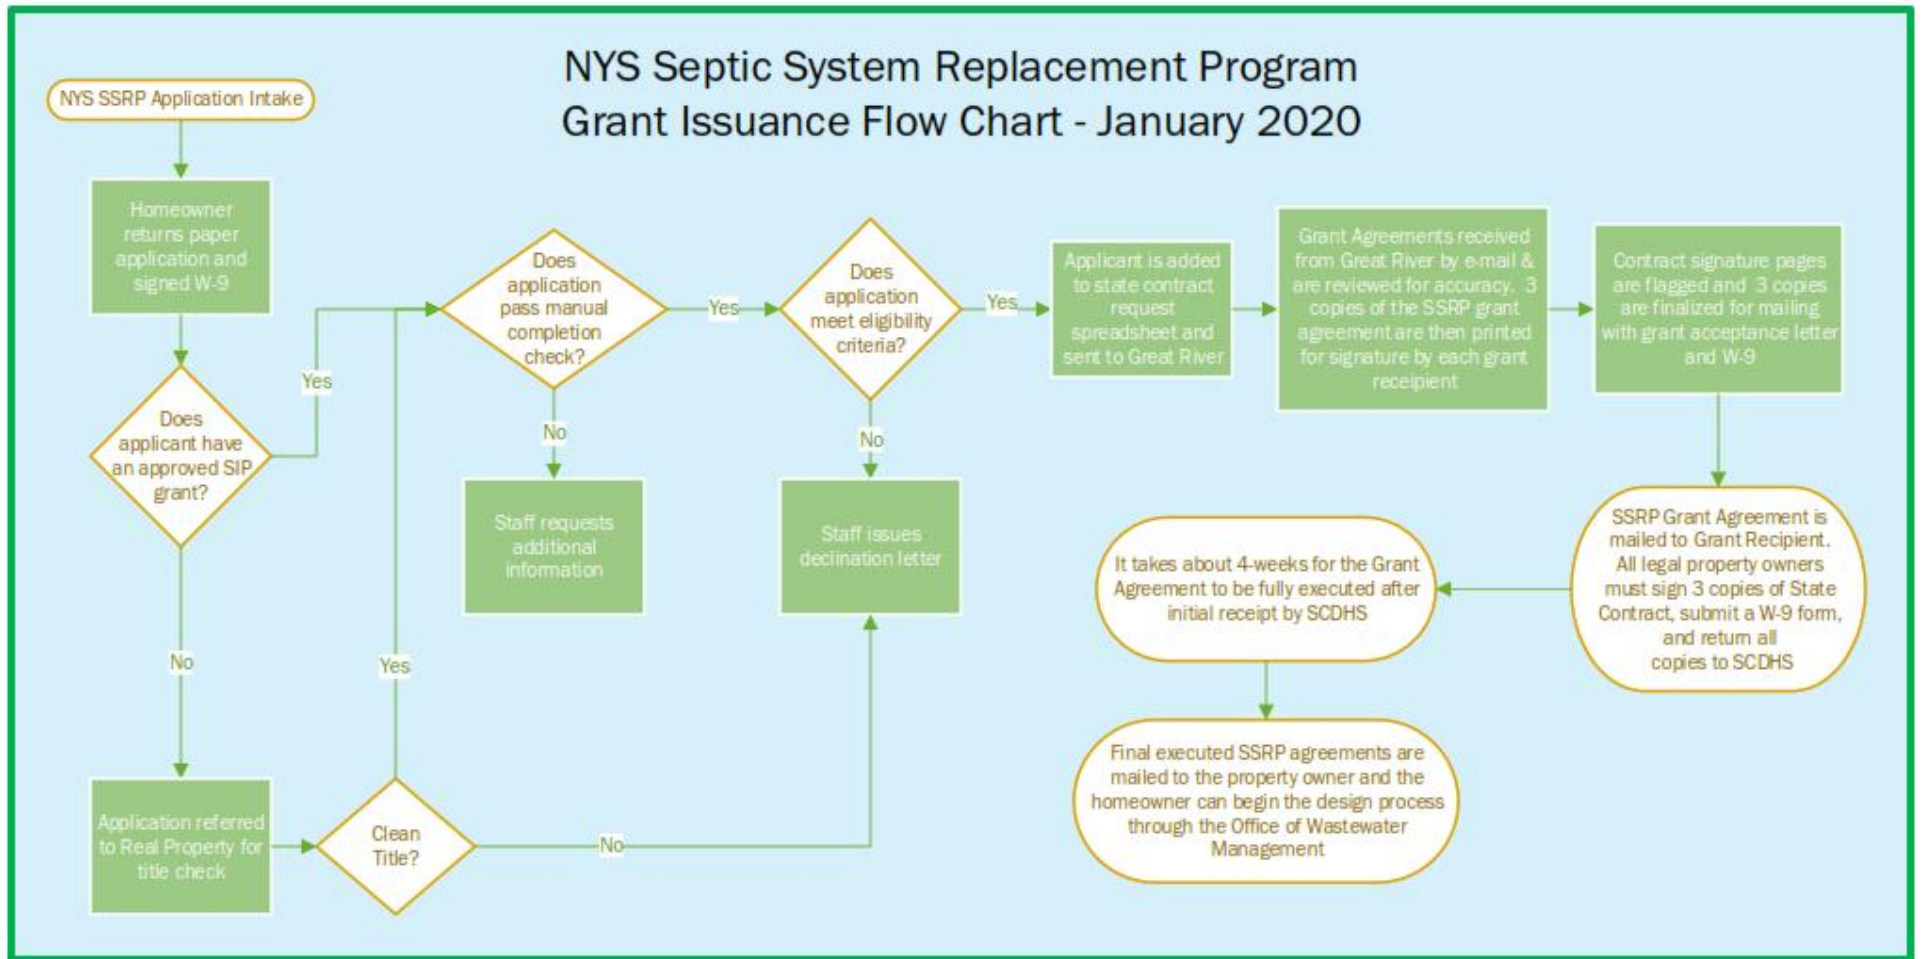 NYS Septic System Replacement Program
Grant Issuance Flow Chart - January 2020
NYS SSRP Application Intake
Homeowner
returns paper
application and
signed W-9
Does
applicant have
an approved SIP
grant?
Yes
No
Application referred
to Real Property for
title check
Clean
Title?
Yes
No
Does
application
pass manual
completion
check?
Yes
No
Staff requests
additional
information
Does
application
meet eligibility
criteria?
Yes
No
Staff issues
declination letter
Applicant is added
to state contract
request
spreadsheet and
sent to Great River
Grant Agreements received
from Great River by e-mail &
are reviewed for accuracy.  3
copies of the SSRP grant
agreement are then printed
for signature by each grant
receipient
Contract signature pages
are flagged and  3 copies
are finalized for mailing
with grant acceptance letter
and W-9
SSRP Grant Agreement is
mailed to Grant Recipient.
All legal property owners
must sign 3 copies of State
Contract, submit a W-9 form,
and return all
copies to SCDHS
It takes about 4-weeks for the Grant
Agreement to be fully executed after
initial receipt by SCDHS
Final executed SSRP agreements are
mailed to the property owner and the
homeowner can begin the design process
through the Office of Wastewater
Management